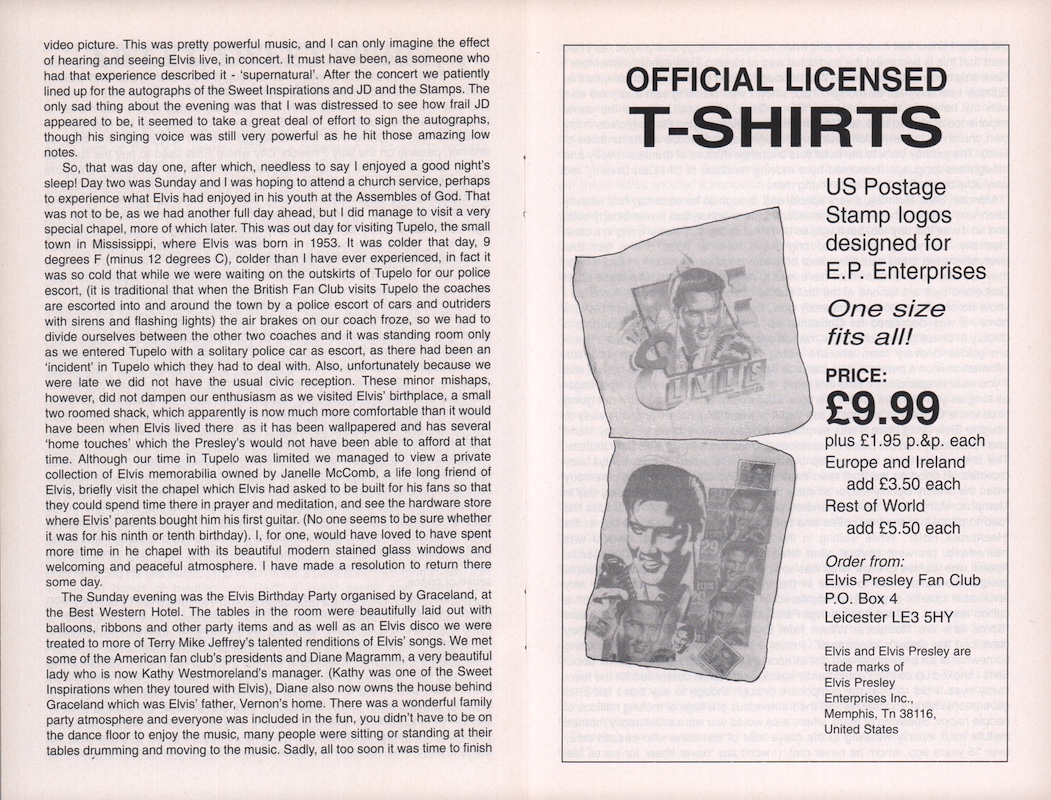 video picture. This was pretty powerful music, and I can only imagine the effect
of hearing and seeing Elvis live, in concert. It must have been, as someone who
had that experience described it - 'supernatural'. After the concert we patiently
lined up for the autographs of the Sweet Inspirations and JD and the Stamps. The
only sad thing about the evening was that I was distressed to see how frail JD
appeared to be, it seemed to take a great deal of effort to sign the autographs,
though his singing voice was still very powerful as he hit those amazing low
notes.
So, that was day one, after which, needless to say I enjoyed a good night's
sleep! Day two was Sunday and I was hoping to attend a church service, perhaps
to experience what Elvis had enjoyed in his youth at the Assembles of God. That
was not to be, as we had another full day ahead, but I did manage to visit a very
special chapel, more of which later. This was out day for visiting Tupelo, the small
town in Mississippi, where Elvis was born in 1953. It was colder that day, 9
degrees F (minus 12 degrees C), colder than I have ever experienced, in fact it
was so cold that while we were waiting on the outskirts of Tupelo for our police
escort, (it is traditional that when the British Fan Club visits Tupelo the coaches
are escorted into and around the town by a police escort of cars and outriders
with sirens and flashing lights) the air brakes on our coach froze, so we had to
divide ourselves between the other two coaches and it was standing room only
as we entered Tupelo with a solitary police car as escort, as there had been an
'incident' in Tupelo which they had to deal with. Also, unfortunately because we
were late we did not have the usual civic reception. These minor mishaps,
however, did not dampen our enthusiasm as we visited Elvis' birthplace, a small
two roomed shack, which apparently is now much more comfortable than it would
have been when Elvis lived there as it has been wallpapered and has several
'home touches' which the Presley's would not have been able to afford at that
time. Although our time in Tupelo was limited we managed to view a private
collection of Elvis memorabilia owned by Janelle McComb, a life long friend of
Elvis, briefly visit the chapel which Elvis had asked to be built for his fans so that
they could spend time there in prayer and meditation, and see the hardware store
where Elvis' parents bought him his first guitar. (No one seems to be sure whether
it was for his ninth or tenth birthday). I, for one, would have loved to have spent
more time in he chapel with its beautiful modern stained glass windows and
welcoming and peaceful atmosphere. I have made a resolution to return there
some day.
The Sunday evening was the Elvis Birthday Party organised by Graceland, at
the Best Western Hotel. The tables in the room were beautifully laid out with
balloons, ribbons and other party items and as well as an Elvis disco we were
treated to more of Terry Mike Jeffrey's talented renditions of Elvis' songs. We met
some of the American fan club's presidents and Diane Magramm, a very beautiful
lady who is now Kathy Westmoreland's manager. (Kathy was one of the Sweet
Inspirations when they toured with Elvis), Diane also now owns the house behind
Graceland which was Elvis' father, Vernon's home. There was a wonderful family
party atmosphere and everyone was included in the fun, you didn't have to be on
the dance floor to enjoy the music, many people were sitting or standing at their
tables drumming and moving to the music. Sadly, all too soon it was time to finish
OFFICIAL LICENSED
T-SHIRTS
US Postage
Stamp logos
designed for
E.P. Enterprises
One size
fits all!
PRICE:
£9.99
plus £1.95 p.&p. each
Europe and Ireland
add £3.50 each
Rest of World
add £5.50 each
Order from:
Elvis Presley Fan Club
P.O. Box 4
Leicester LE3 5HY
Elvis and Elvis Presley are
trade marks of
Elvis Presley
Enterprises Inc.,
Memphis, Tn 38116,
United States
ELVIS
29
ELVIS